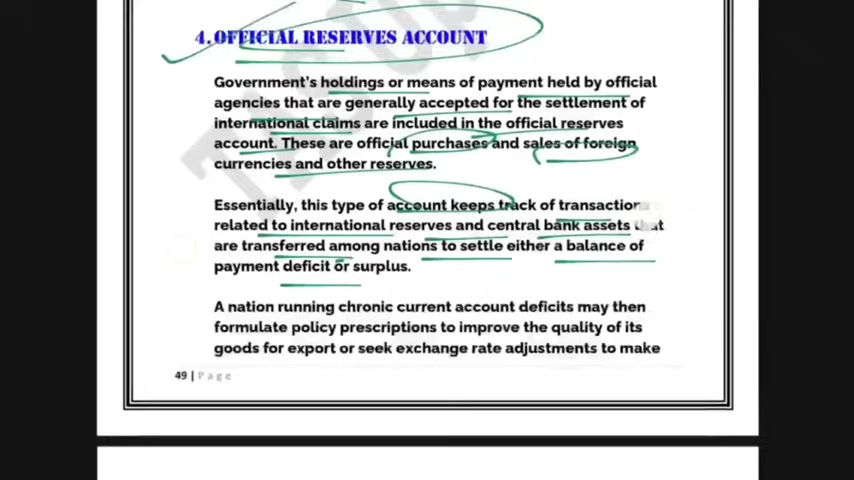 4. OFFICIAL RESERVES ACCOUNT
Government's holdings or means of payment held by official
agencies that are generally accepted for the settlement of
international claims are included in the official reserves
account. These are official purchases and sales of foreign
currencies and other reserves.
Essentially, this type of account keeps track of transactions
related to international reserves and central bank assets that
are transferred among nations to settle either a balance of
payment deficit or surplus.
A nation running chronic current account deficits may then
formulate policy prescriptions to improve the quality of its
goods for export or seek exchange rate adjustments to make
49 | Page